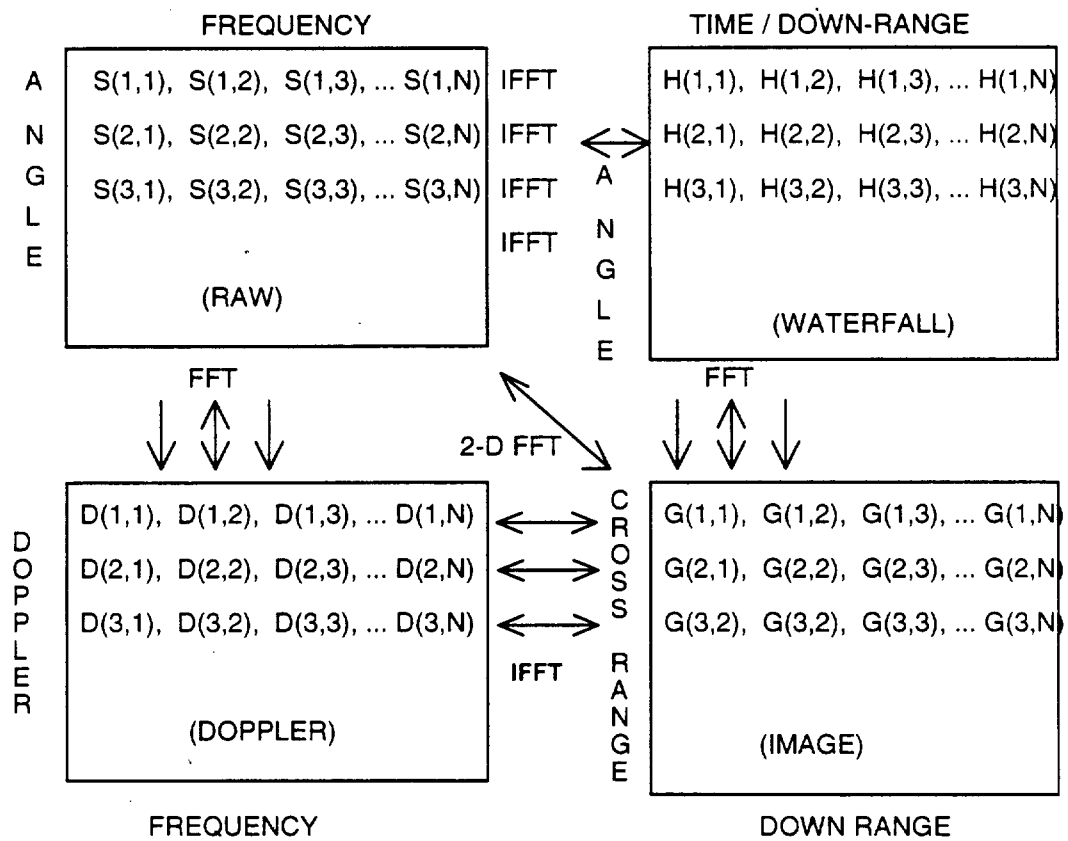 FREQUENCY
TIME / DOWN-RANGE
ANGLE
S(1,1), S(1,2), S(1,3), ... S(1,N)
S(2,1), S(2,2), S(2,3), ... S(2,N)
S(3,1), S(3,2), S(3,3), ... S(3,N)
(RAW)
IFFT
IFFT
IFFT
IFFT
ANGLE
H(1,1), H(1,2), H(1,3), ... H(1,N)
H(2,1), H(2,2), H(2,3), ... H(2,N)
H(3,1), H(3,2), H(3,3), ... H(3,N)
(WATERFALL)
FFT
2-D FFT
FFT
DOPPLER
D(1,1), D(1,2), D(1,3), ... D(1,N)
D(2,1), D(2,2), D(2,3), ... D(2,N)
D(3,1), D(3,2), D(3,3), ... D(3,N)
(DOPPLER)
IFFT
CROSS RANGE
G(1,1), G(1,2), G(1,3), ... G(1,N)
G(2,1), G(2,2), G(2,3), ... G(2,N)
G(3,2), G(3,2), G(3,3), ... G(3,N)
(IMAGE)
FREQUENCY
DOWN RANGE